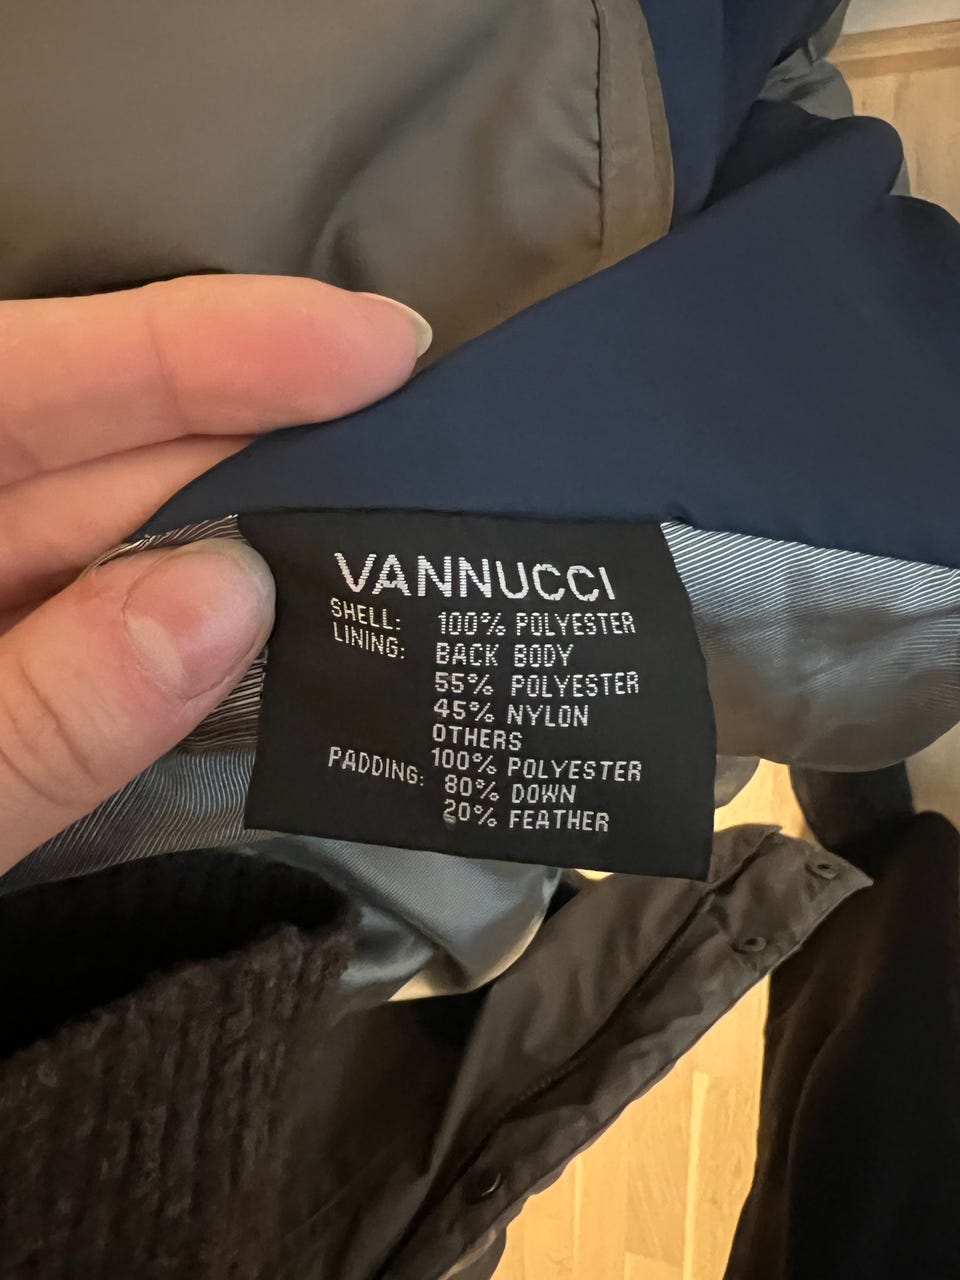 VANNUCCI
SHELL: 100% POLYESTER
LINING: BACK BODY
55% POLYESTER
45% NYLON
OTHERS
100% POLYESTER
PADDING: 80% DOWN
20% FEATHER